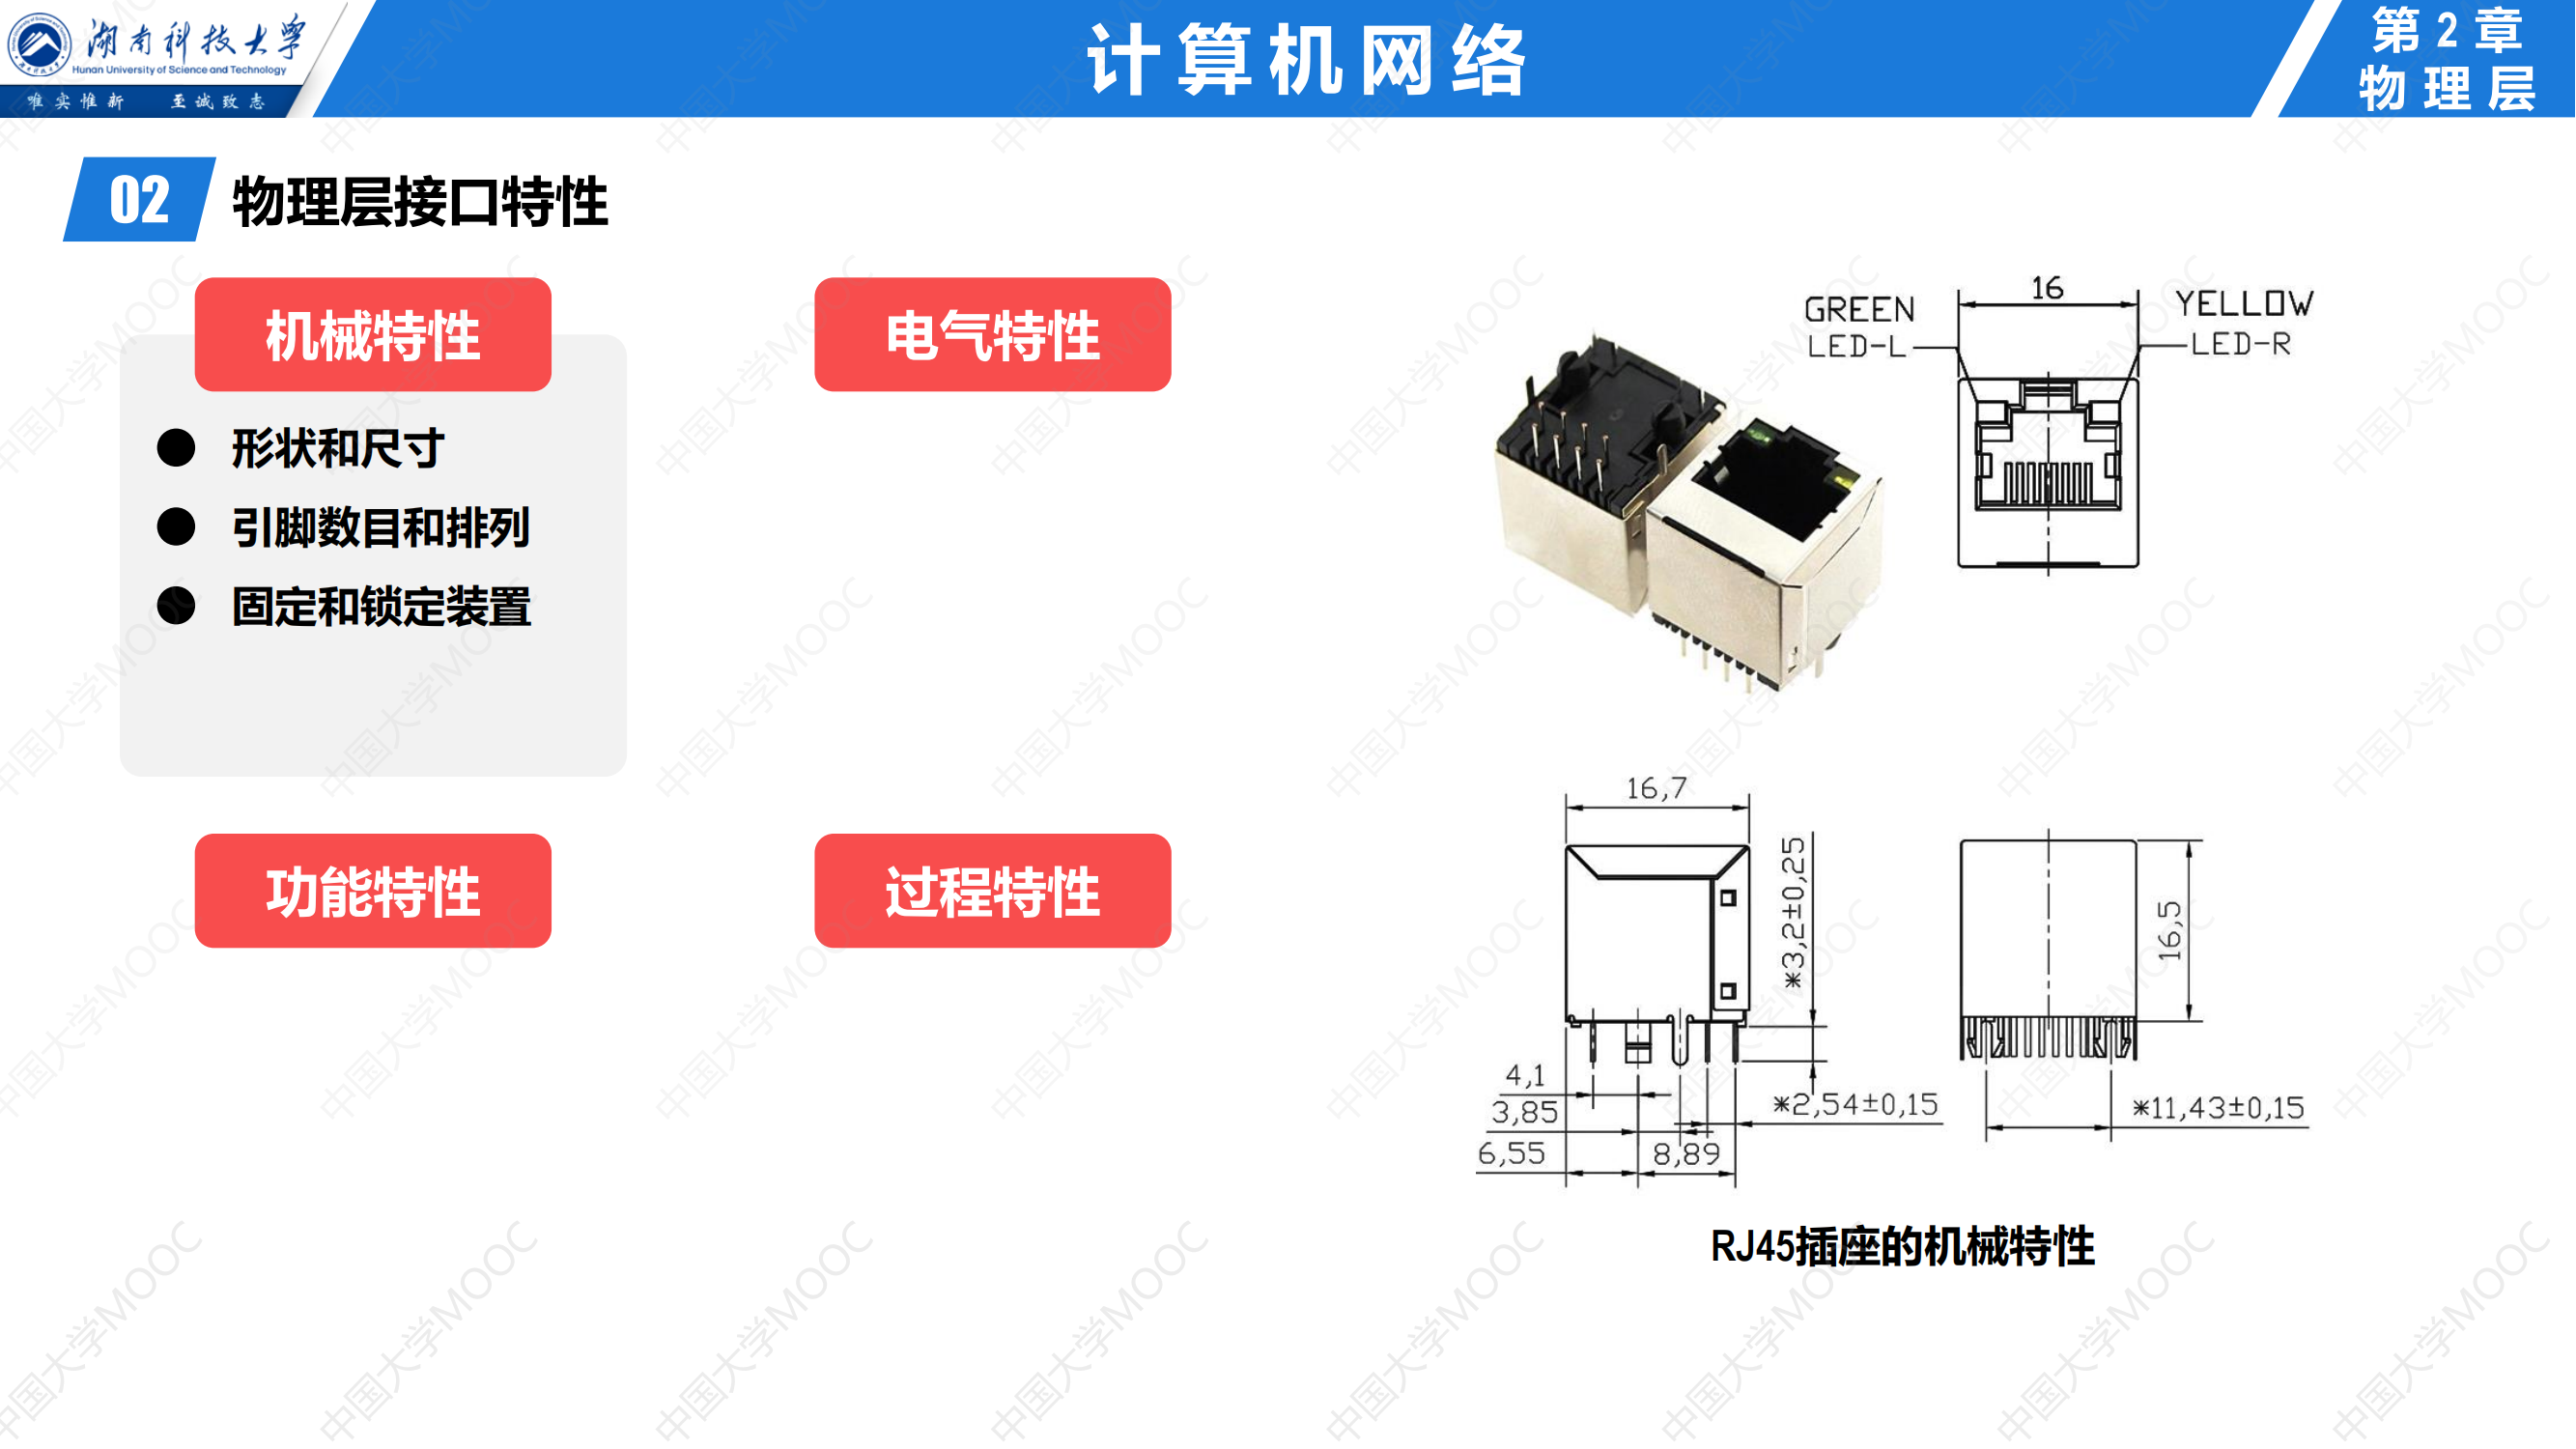 湖南科技大学
Hunan University of Science and Technology
唯实惟新 至诚致志
计算机网络
第2章
物理层
02 物理层接口特性
机械特性
形状和尺寸
引脚数目和排列
固定和锁定装置
电气特性
功能特性
过程特性
GREEN
LED-L
16
YELLOW
LED-R
16,7
*3,2±0,25
4,1
3,85
6,55
8,89
*2,54±0,15
16,5
*11,43±0,15
RJ45插座的机械特性
中国大学MOOC